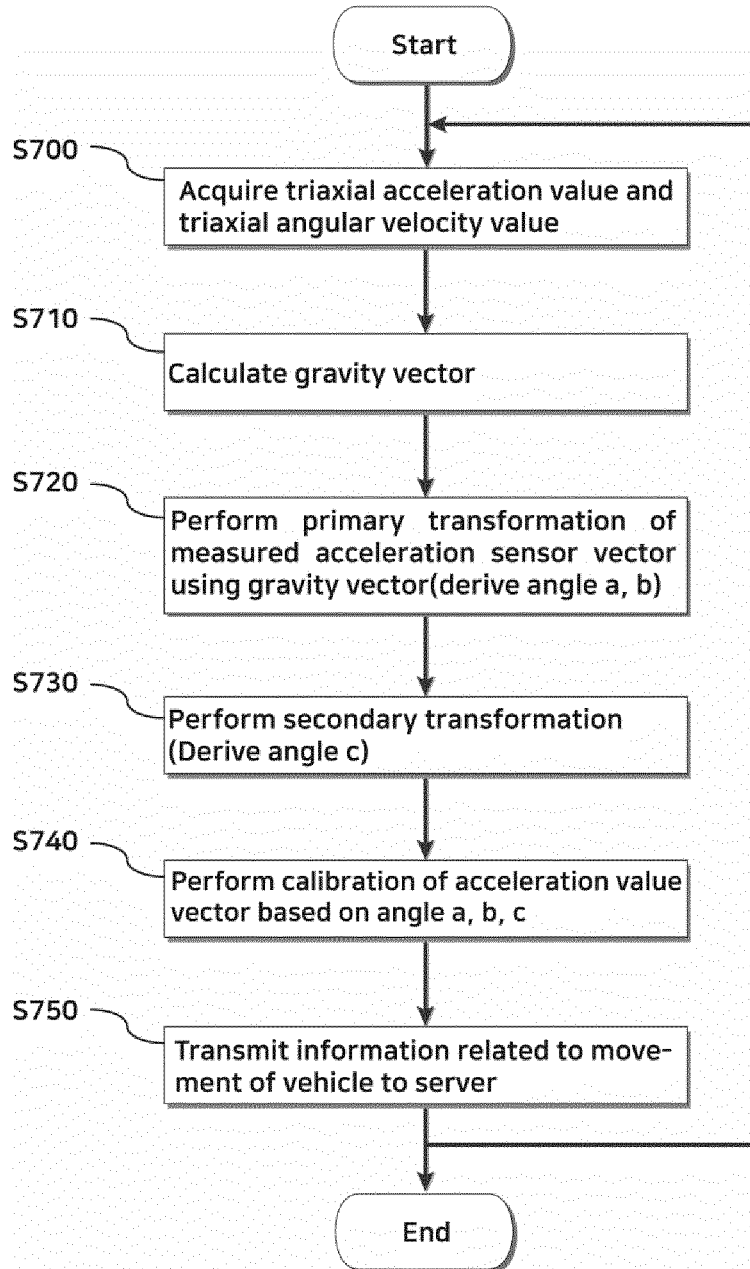 Start
S700
Acquire triaxial acceleration value and
triaxial angular velocity value
S710
Calculate gravity vector
S720
Perform primary transformation of
measured acceleration sensor vector
using gravity vector(derive angle a, b)
S730
Perform secondary transformation
(Derive angle c)
S740
Perform calibration of acceleration value
vector based on angle a, b, c
S750
Transmit information related to move-
ment of vehicle to server
End